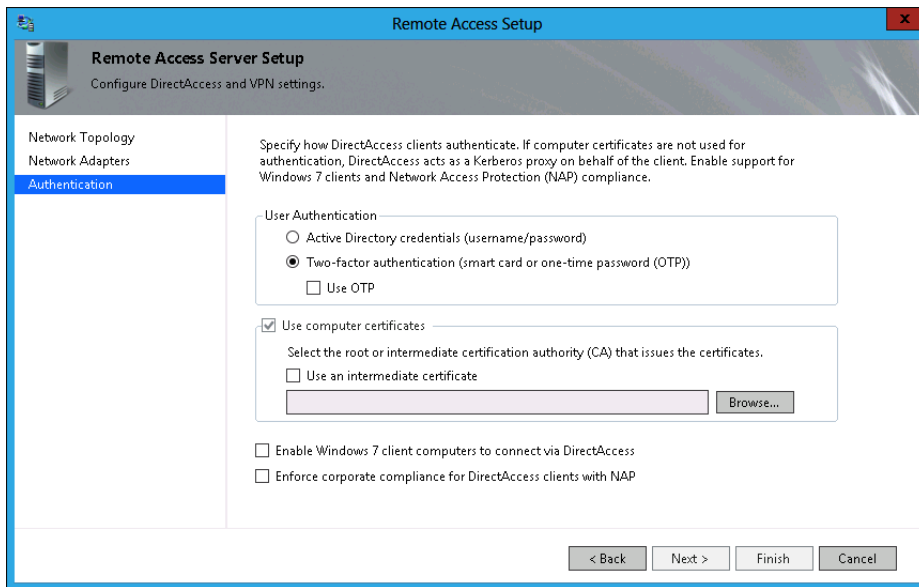 Remote Access Setup
x
Remote Access Server Setup
Configure DirectAccess and VPN settings.
Network Topology
Network Adapters
Authentication
Specify how DirectAccess clients authenticate. If computer certificates are not used for
authentication, DirectAccess acts as a Kerberos proxy on behalf of the client. Enable support for
Windows 7 clients and Network Access Protection (NAP) compliance.
User Authentication
Active Directory credentials (username/password)
Two-factor authentication (smart card or one-time password (OTP))
Use OTP
Use computer certificates
Select the root or intermediate certification authority (CA) that issues the certificates.
Use an intermediate certificate
Browse...
Enable Windows 7 client computers to connect via DirectAccess
Enforce corporate compliance for DirectAccess clients with NAP
< Back Next > Finish Cancel